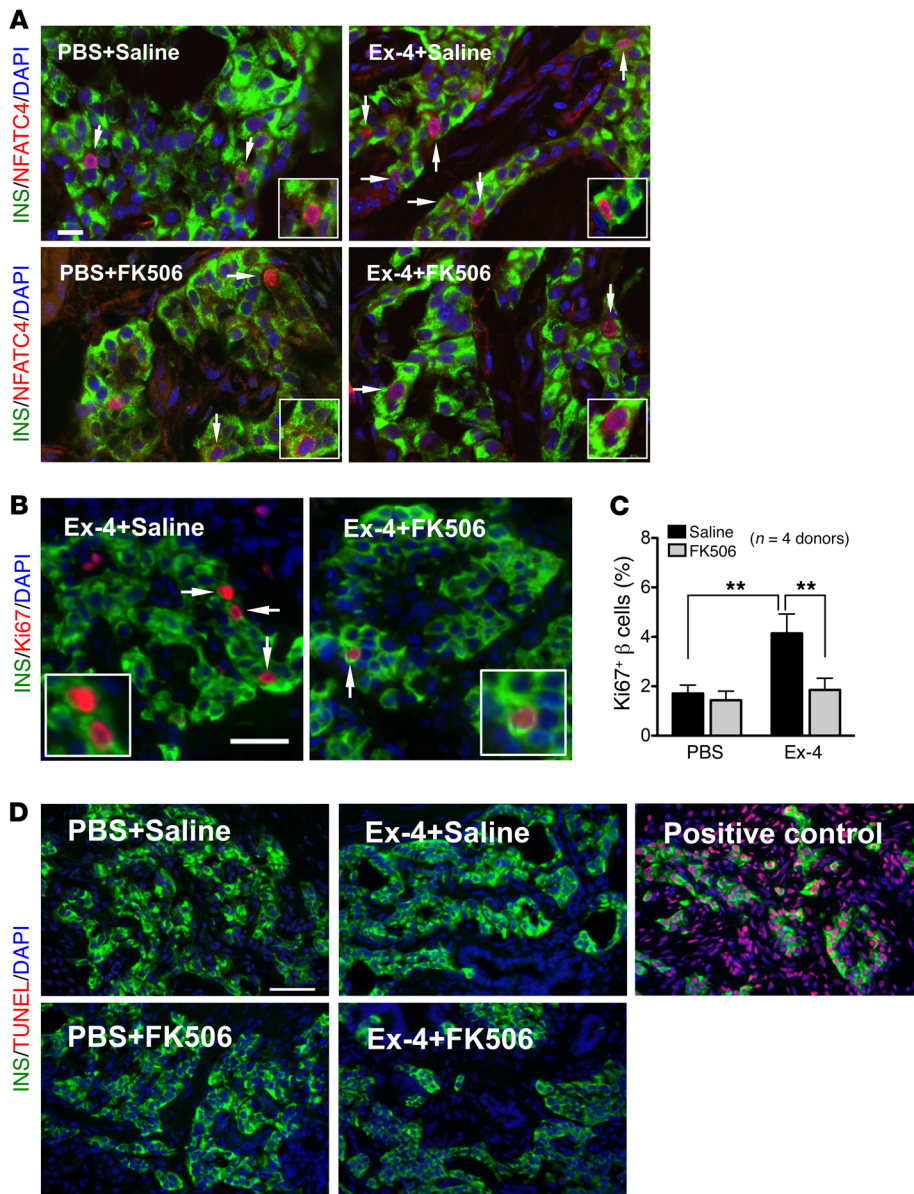 A
PBS+Saline
Ex-4+Saline
INS/NFATC4/DAPI
PBS+FK506
Ex-4+FK506
INS/NFATC4/DAPI
B
Ex-4+Saline
Ex-4+FK506
INS/Ki67/DAPI
C
Saline
FK506
(n = 4 donors)
Ki67+ β cells (%)
8
6
4
2
0
** **
PBS Ex-4
D
PBS+Saline
Ex-4+Saline
Positive control
INS/TUNEL/DAPI
PBS+FK506
Ex-4+FK506